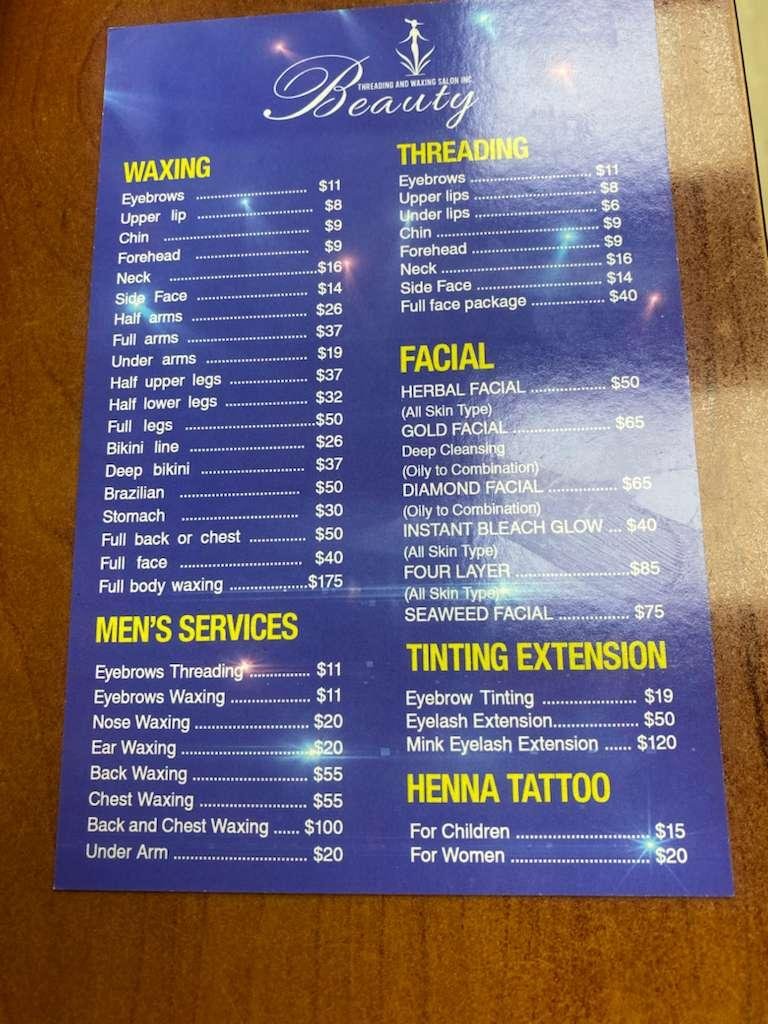 THREADING AND WAXING SALON INC.
Beauty
WAXING
Eyebrows ........ $11
Upper lip ........ $8
Chin ........ $9
Forehead ........ $9
Neck ........ $16
Side Face ........ $14
Half arms ........ $26
Full arms ........ $37
Under arms ........ $19
Half upper legs ........ $37
Half lower legs ........ $32
Full legs ........ $50
Bikini line ........ $26
Deep bikini ........ $37
Brazilian ........ $50
Stomach ........ $30
Full back or chest ........ $50
Full face ........ $40
Full body waxing ........ $175
MEN'S SERVICES
Eyebrows Threading ........ $11
Eyebrows Waxing ........ $11
Nose Waxing ........ $20
Ear Waxing ........ $20
Back Waxing ........ $55
Chest Waxing ........ $55
Back and Chest Waxing ...... $100
Under Arm ........ $20
THREADING
Eyebrows ........ $11
Upper lips ........ $8
Under lips ........ $6
Chin ........ $9
Forehead ........ $9
Neck ........ $16
Side Face ........ $14
Full face package ........ $40
FACIAL
HERBAL FACIAL ........ $50
(All Skin Type)
GOLD FACIAL ........ $65
Deep Cleansing
(Oily to Combination)
DIAMOND FACIAL ........ $65
(Oily to Combination)
INSTANT BLEACH GLOW ... $40
(All Skin Type)
FOUR LAYER ........ $85
(All Skin Type)
SEAWEED FACIAL ........ $75
TINTING EXTENSION
Eyebrow Tinting ........ $19
Eyelash Extension ........ $50
Mink Eyelash Extension ...... $120
HENNA TATTOO
For Children ........ $15
For Women ........ $20